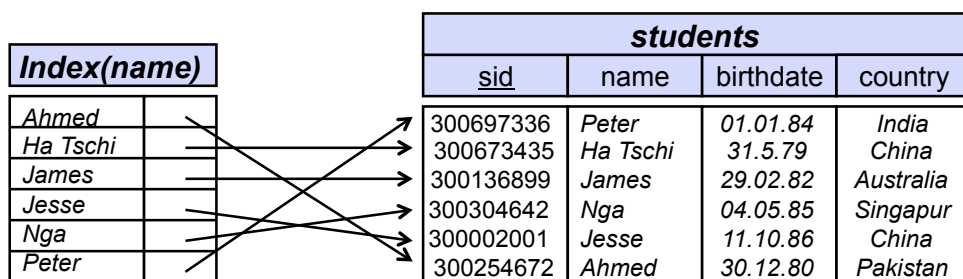 Index(name)
Ahmed
Ha Tschi
James
Jesse
Nga
Peter
students
sid name birthdate country
300697336 Peter 01.01.84 India
300673435 Ha Tschi 31.5.79 China
300136899 James 29.02.82 Australia
300304642 Nga 04.05.85 Singapur
300002001 Jesse 11.10.86 China
300254672 Ahmed 30.12.80 Pakistan